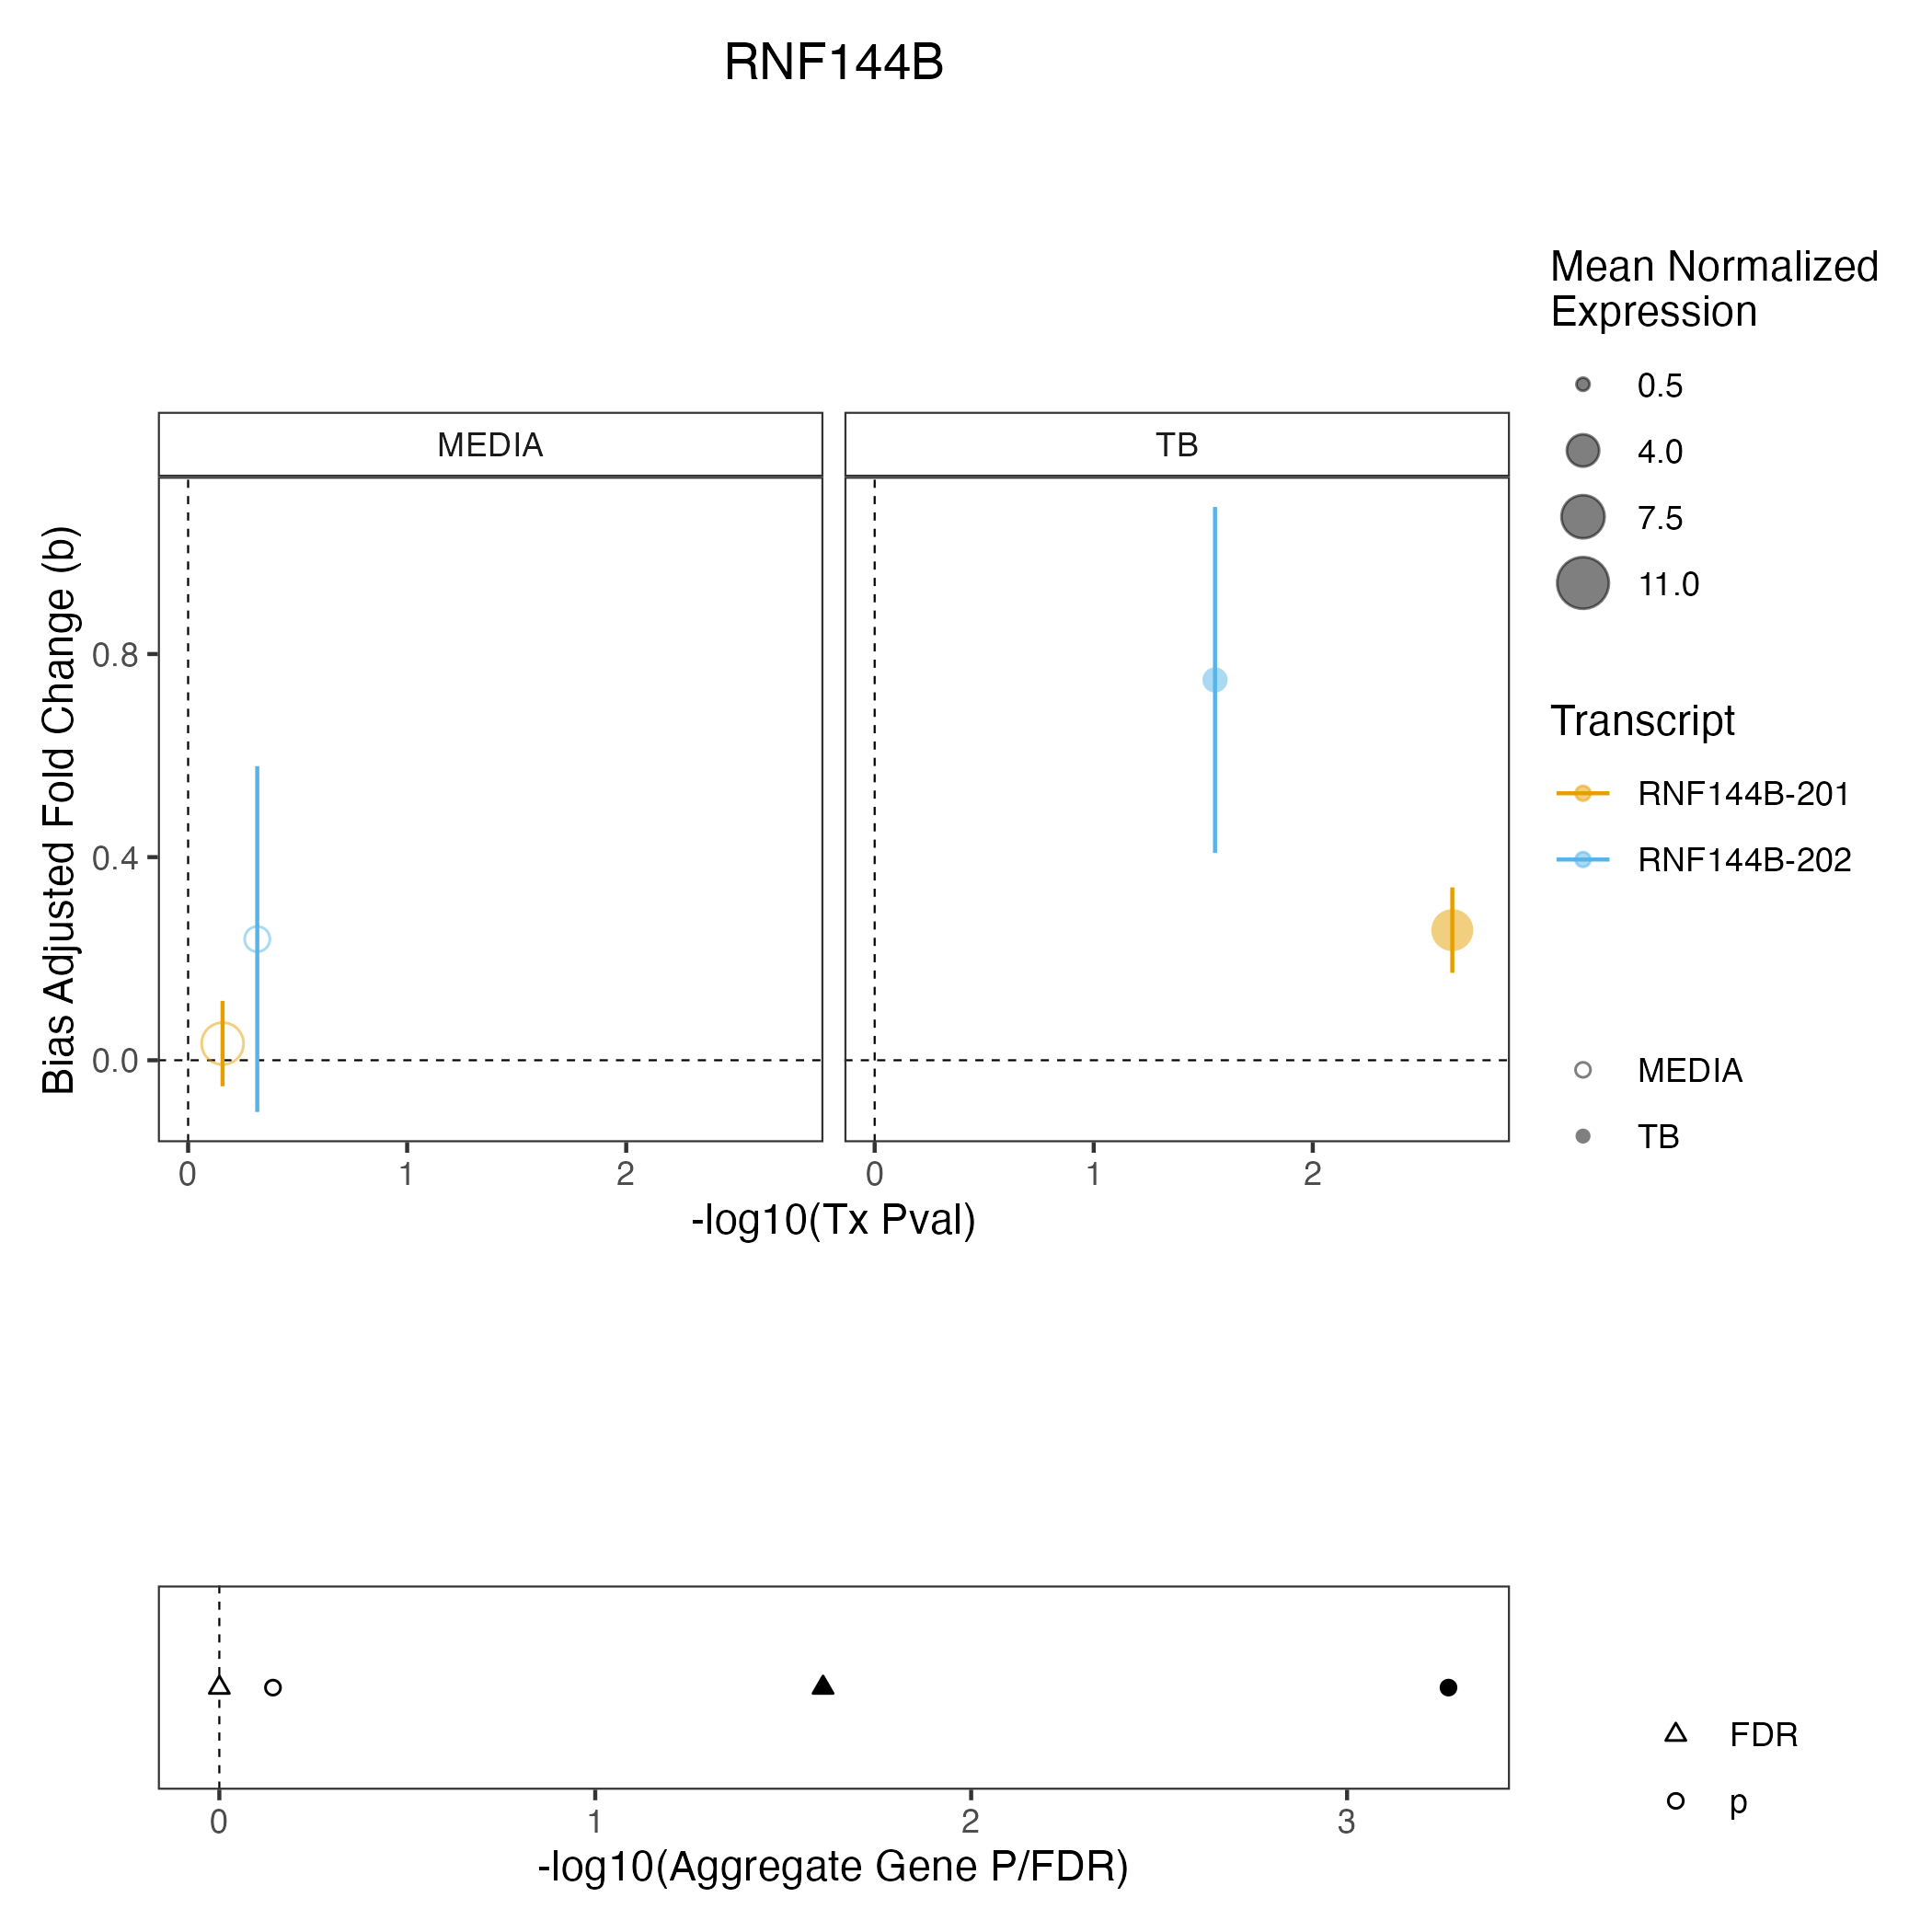 RNF144B
MEDIA
TB
Bias Adjusted Fold Change (b)
0.8
0.4
0.0
0 1 2
0 1 2
-log10(Tx Pval)
Mean Normalized
Expression
0.5
4.0
7.5
11.0
Transcript
RNF144B-201
RNF144B-202
MEDIA
TB
0 1 2 3
-log10(Aggregate Gene P/FDR)
FDR
p